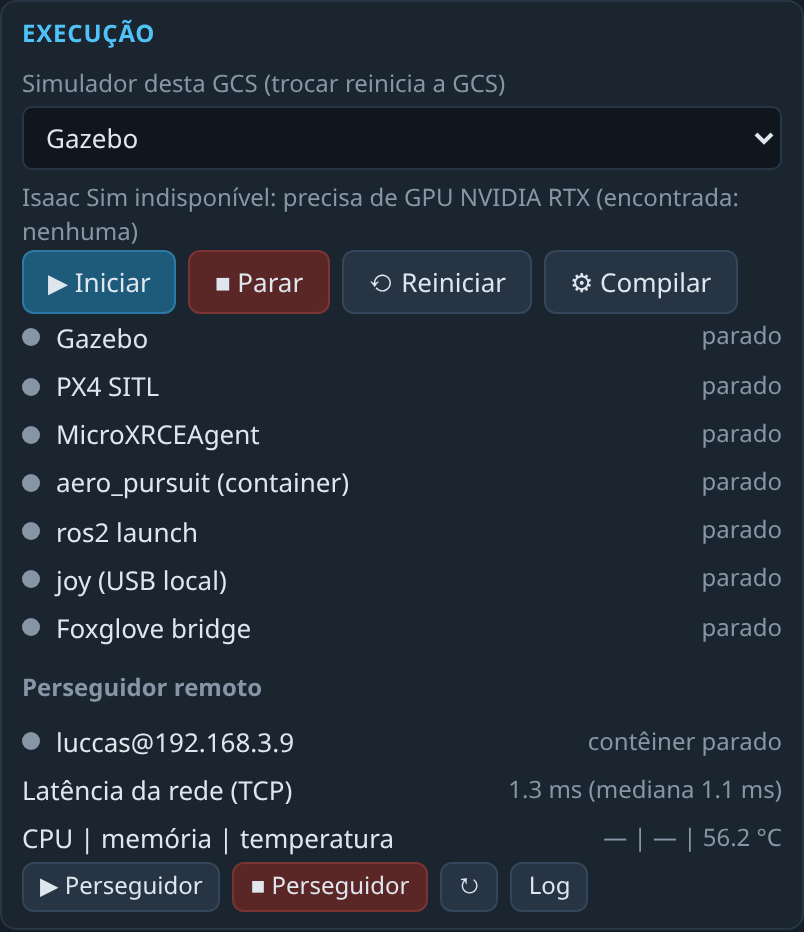 EXECUÇÃO
Simulador desta GCS (trocar reinicia a GCS)
Gazebo
Isaac Sim indisponível: precisa de GPU NVIDIA RTX (encontrada:
nenhuma)
▶ Iniciar ■ Parar ⟲ Reiniciar ⚙ Compilar
Gazebo parado
PX4 SITL parado
MicroXRCEAgent parado
aero_pursuit (container) parado
ros2 launch parado
joy (USB local) parado
Foxglove bridge parado
Perseguidor remoto
luccas@192.168.3.9 contêiner parado
Latência da rede (TCP) 1.3 ms (mediana 1.1 ms)
CPU | memória | temperatura — | — | 56.2 °C
▶ Perseguidor ■ Perseguidor ↻ Log